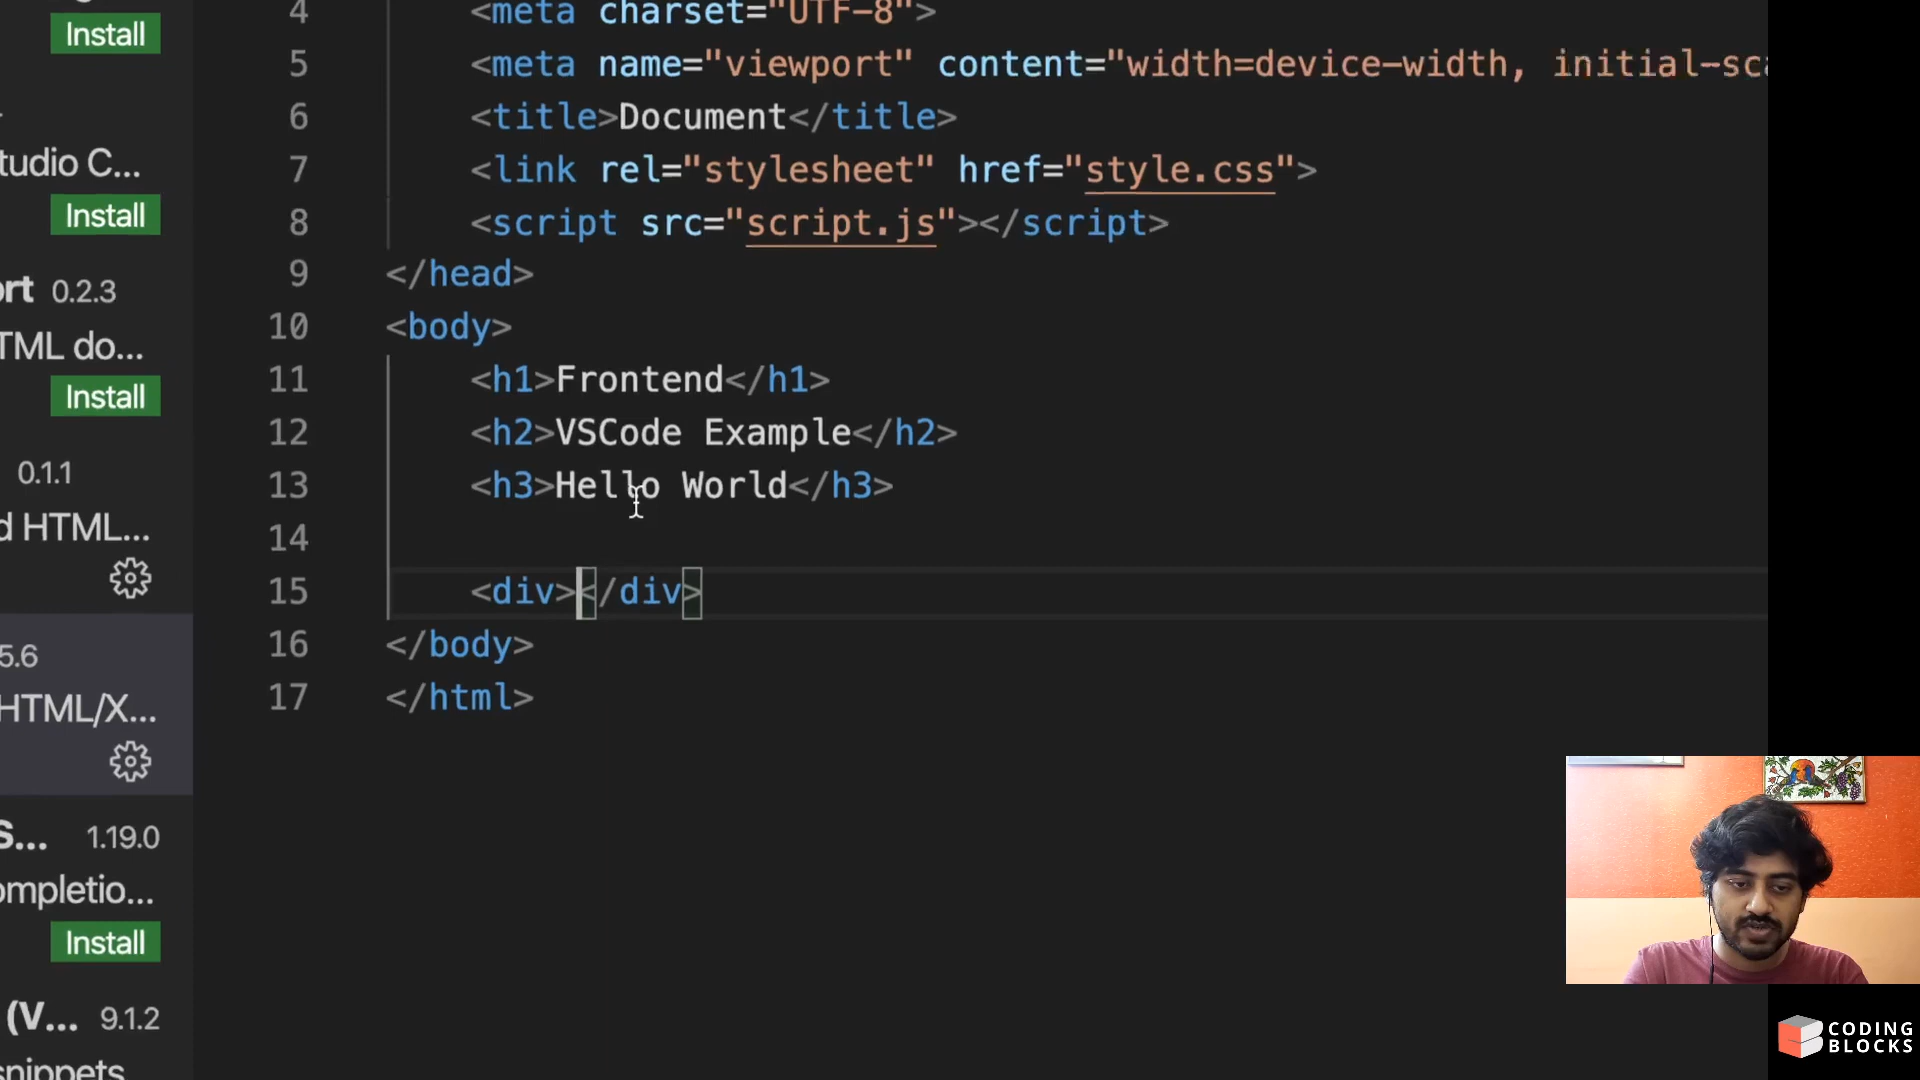 Install
tudio C...
Install
ort 0.2.3
TML do...
Install
0.1.1
d HTML...
5.6
HTML/X...
S... 1.19.0
ompletio...
Install
(V... 9.1.2
snippets
4 <meta charset="UTF-8">
5 <meta name="viewport" content="width=device-width, initial-sca
6 <title>Document</title>
7 <link rel="stylesheet" href="style.css">
8 <script src="script.js"></script>
9 </head>
10 <body>
11 <h1>Frontend</h1>
12 <h2>VSCode Example</h2>
13 <h3>Hello World</h3>
14
15 <div></div>
16 </body>
17 </html>
CODING
BLOCKS